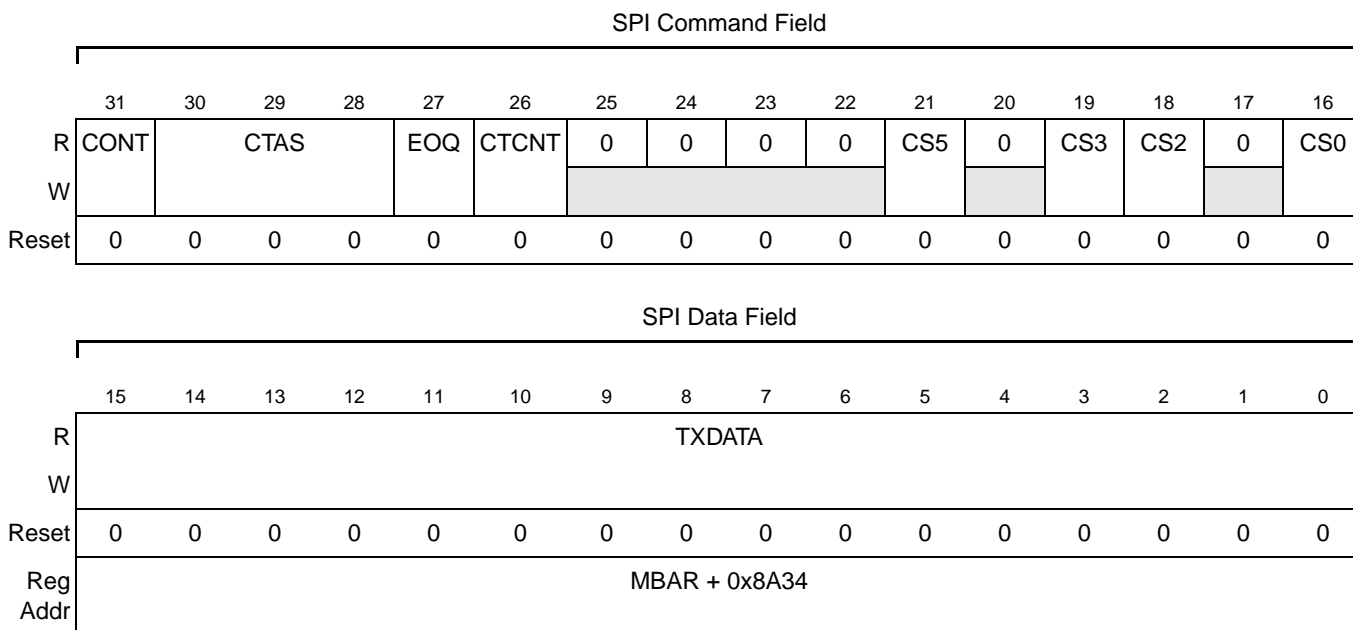 SPI Command Field
31 30 29 28 27 26 25 24 23 22 21 20 19 18 17 16
R CONT CTAS EOQ CTCNT 0 0 0 0 CS5 0 CS3 CS2 0 CS0
W
Reset 0 0 0 0 0 0 0 0 0 0 0 0 0 0 0 0
SPI Data Field
15 14 13 12 11 10 9 8 7 6 5 4 3 2 1 0
R TXDATA
W
Reset 0 0 0 0 0 0 0 0 0 0 0 0 0 0 0 0
Reg MBAR + 0x8A34
Addr